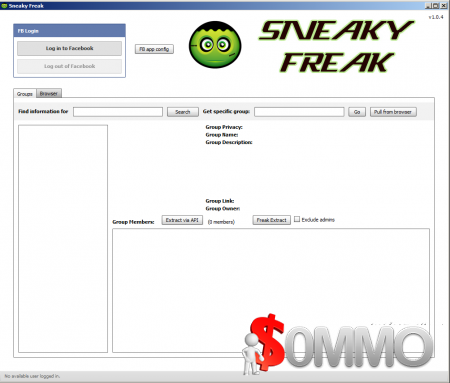 Sneaky Freak
v1.0.4
FB Login
Log in to Facebook
Log out of Facebook
FB app config
SNEAKY
FREAK
Groups
Browser
Find information for
Search
Get specific group:
Go
Pull from browser
Group Privacy:
Group Name:
Group Description:
Group Link:
Group Owner:
Group Members:
Extract via API
(0 members)
Freak Extract
Exclude admins
$OMMO
No available user logged in.